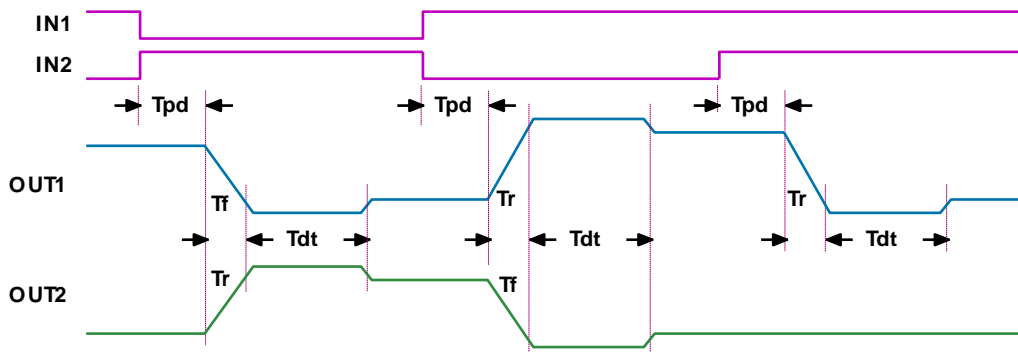 IN1
IN2
Tpd Tpd Tpd
OUT1
Tf Tr Tr
Tdt Tdt Tdt
Tr Tf
OUT2